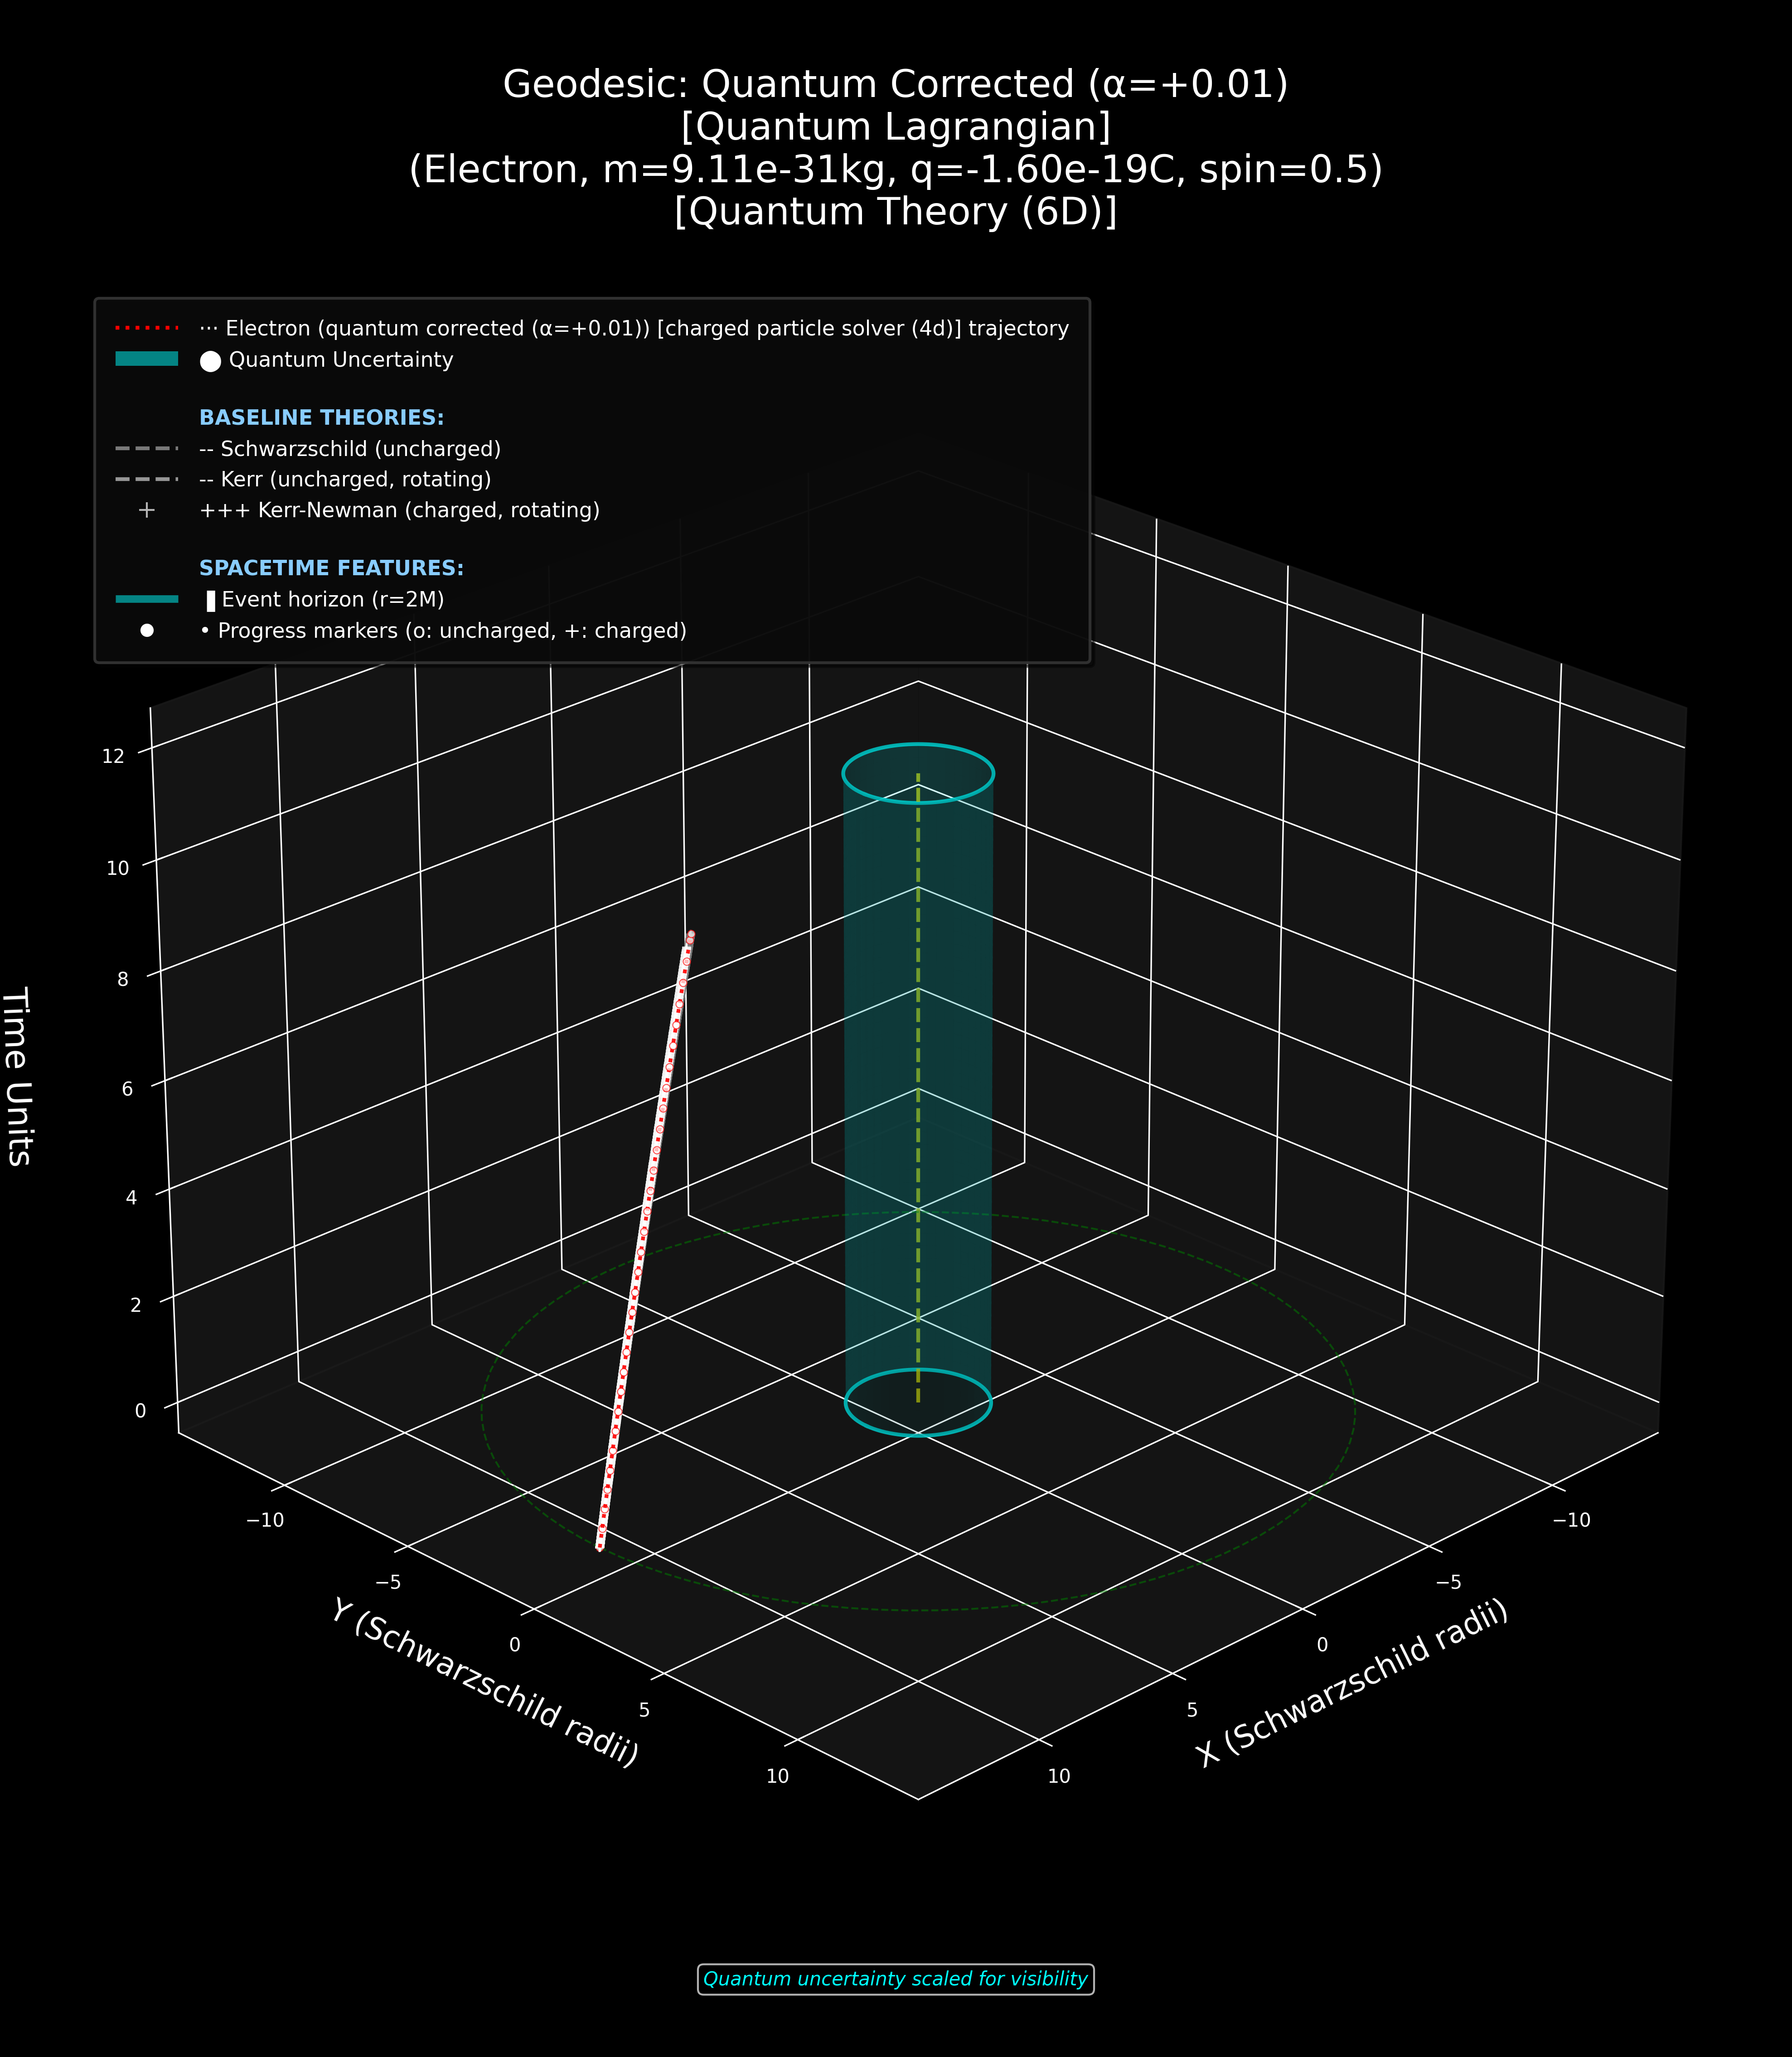 Geodesic: Quantum Corrected (α=+0.01)
[Quantum Lagrangian]
(Electron, m=9.11e-31kg, q=-1.60e-19C, spin=0.5)
[Quantum Theory (6D)]
··· Electron (quantum corrected (α=+0.01)) [charged particle solver (4d)] trajectory
● Quantum Uncertainty
BASELINE THEORIES:
-- Schwarzschild (uncharged)
-- Kerr (uncharged, rotating)
+++ Kerr-Newman (charged, rotating)
SPACETIME FEATURES:
▌Event horizon (r=2M)
• Progress markers (o: uncharged, +: charged)
12
10
8
6
4
2
0
Time Units
−10
−5
0
5
10
Y (Schwarzschild radii)
−10
−5
0
5
10
X (Schwarzschild radii)
Quantum uncertainty scaled for visibility